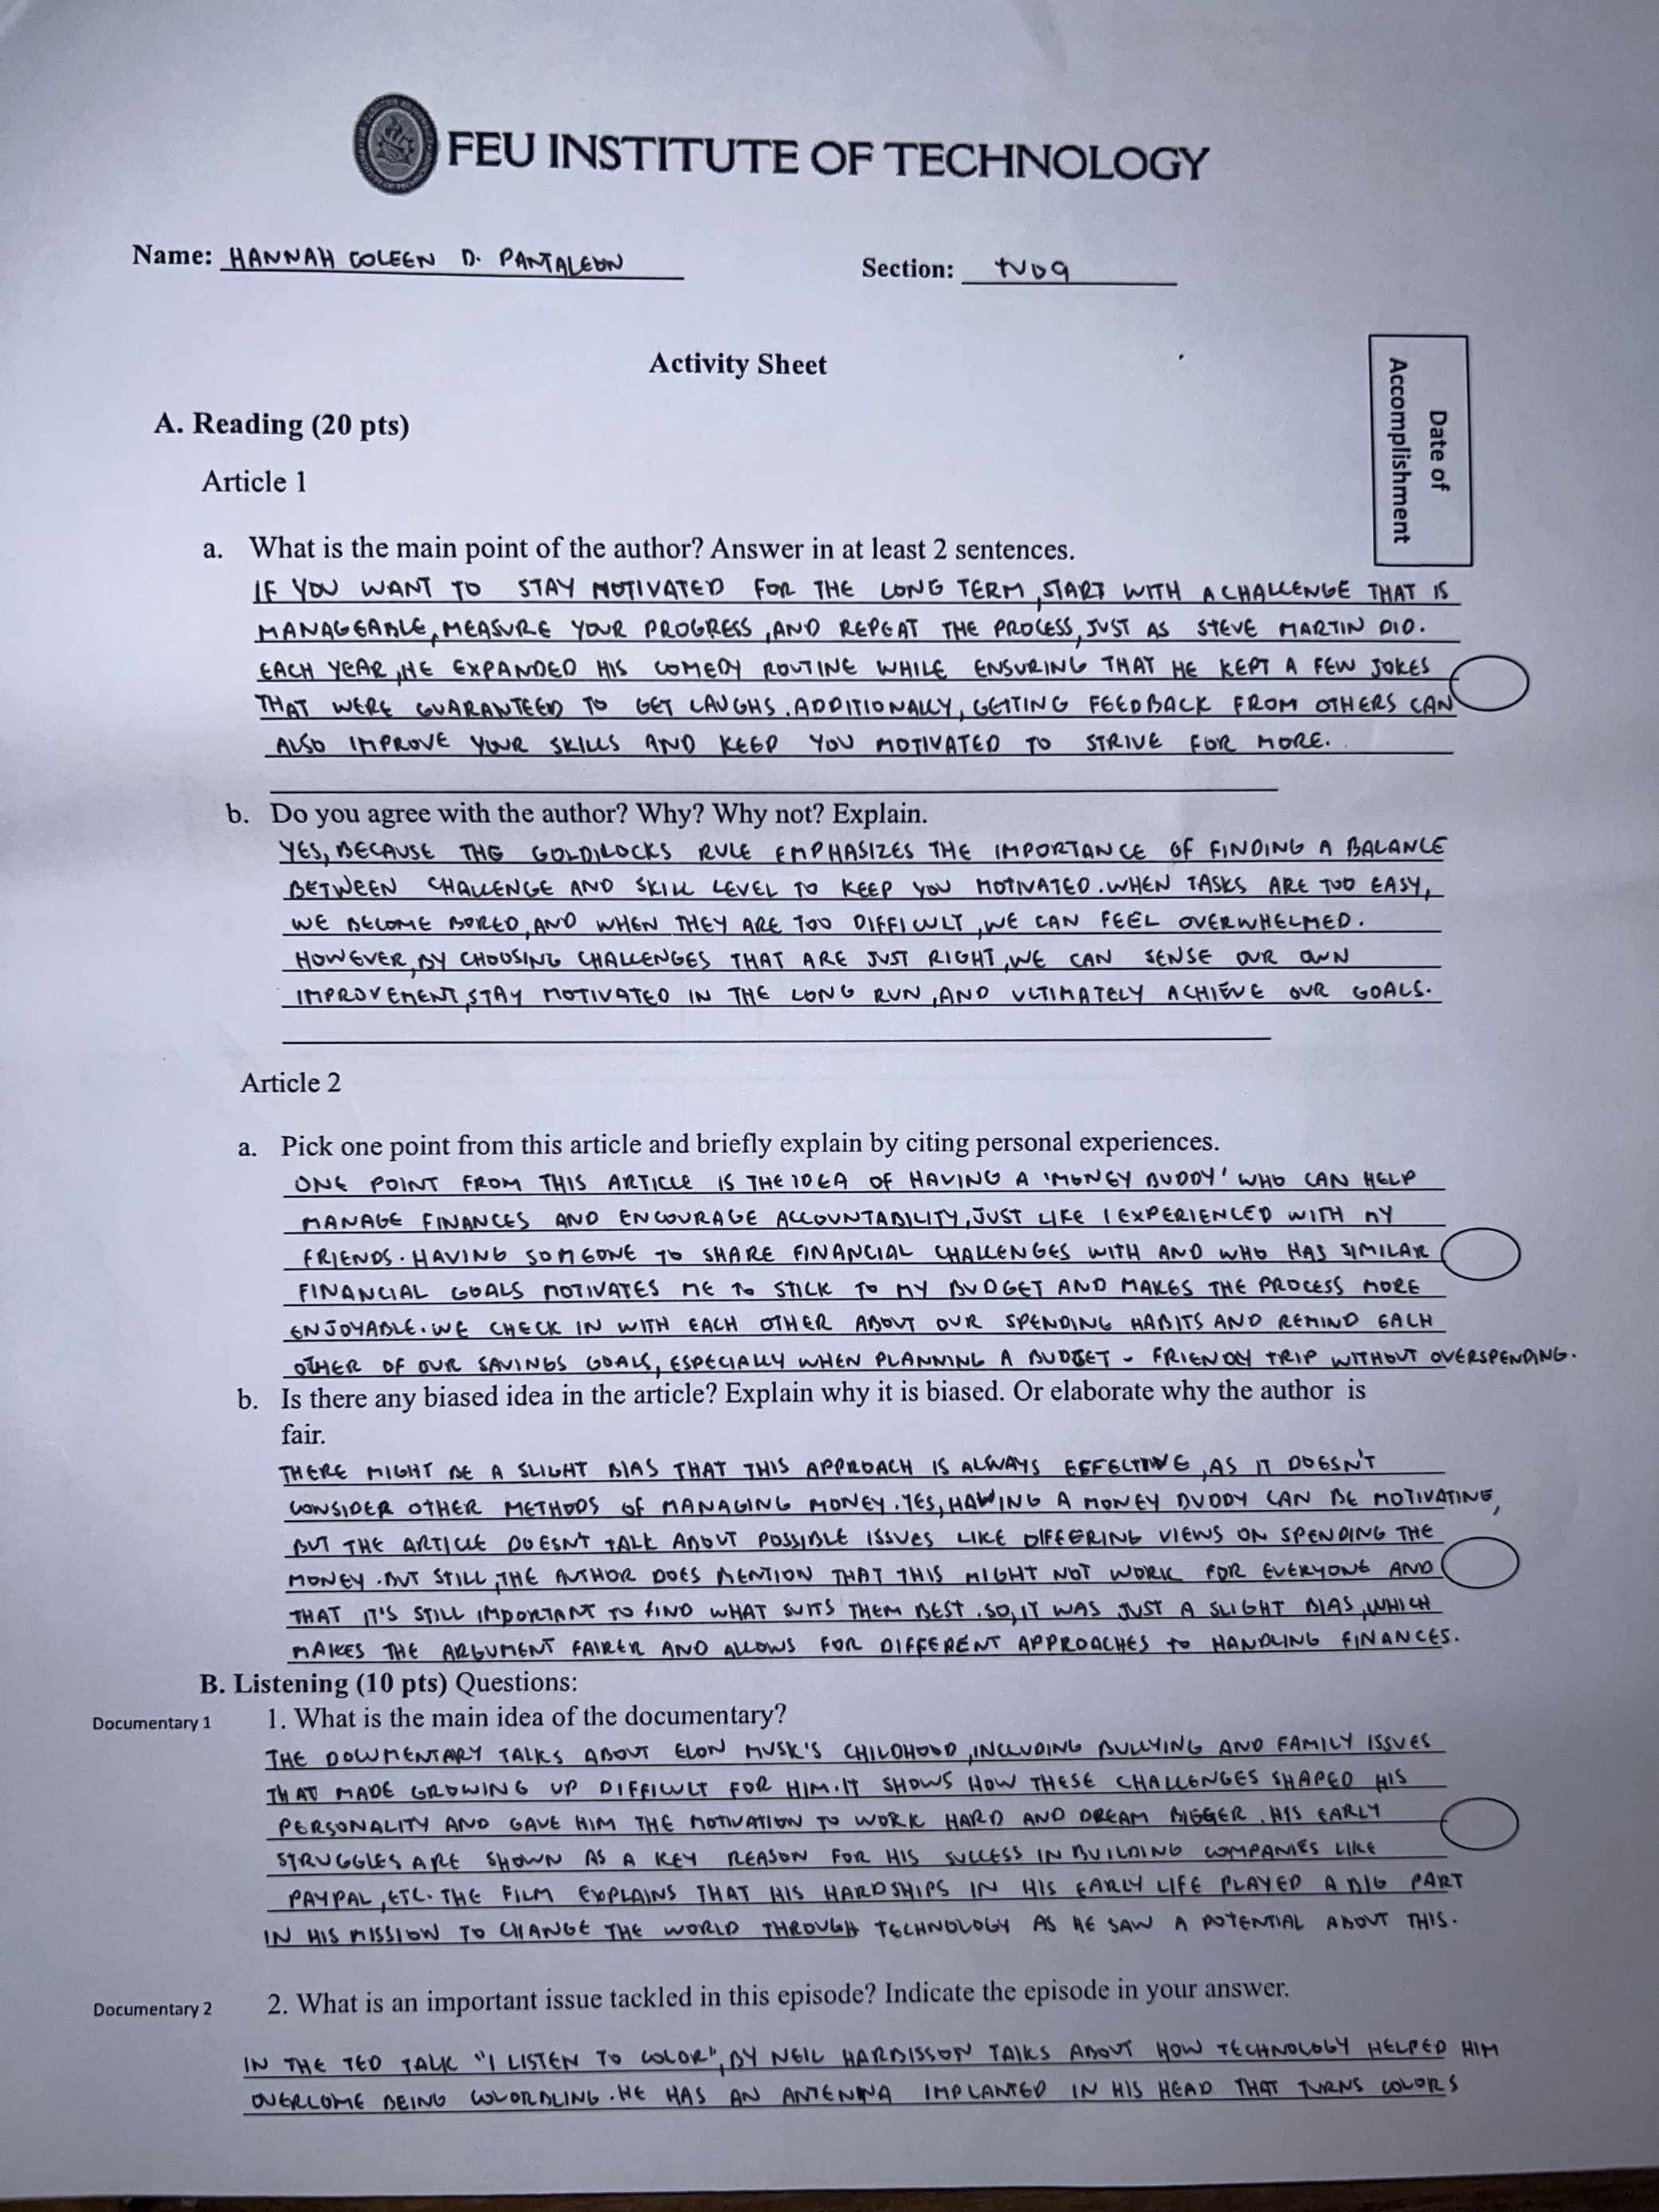 FEU INSTITUTE OF TECHNOLOGY
Name: HANNAH COLEEN D. PANTALEON
Section: TN09
Activity Sheet
Date of
Accomplishment
A. Reading (20 pts)
Article 1
a. What is the main point of the author? Answer in at least 2 sentences.
IF YOU WANT TO STAY MOTIVATED FOR THE LONG TERM, START WITH A CHALLENGE THAT IS
MANAGEABLE, MEASURE YOUR PROGRESS, AND REPEAT THE PROCESS, JUST AS STEVE MARTIN DID.
EACH YEAR, HE EXPANDED HIS COMEDY ROUTINE WHILE ENSURING THAT HE KEPT A FEW JOKES
THAT WERE GUARANTEED TO GET LAUGHS. ADDITIONALLY, GETTING FEEDBACK FROM OTHERS CAN
ALSO IMPROVE YOUR SKILLS AND KEEP YOU MOTIVATED TO STRIVE FOR MORE.
b. Do you agree with the author? Why? Why not? Explain.
YES, BECAUSE THE GOLDILOCKS RULE EMPHASIZES THE IMPORTANCE OF FINDING A BALANCE
BETWEEN CHALLENGE AND SKILL LEVEL TO KEEP YOU MOTIVATED. WHEN TASKS ARE TOO EASY,
WE BECOME BORED, AND WHEN THEY ARE TOO DIFFICULT, WE CAN FEEL OVERWHELMED.
HOWEVER, BY CHOOSING CHALLENGES THAT ARE JUST RIGHT, WE CAN SENSE OUR OWN
IMPROVEMENT, STAY MOTIVATED IN THE LONG RUN, AND ULTIMATELY ACHIEVE OUR GOALS.
Article 2
a. Pick one point from this article and briefly explain by citing personal experiences.
ONE POINT FROM THIS ARTICLE IS THE IDEA OF HAVING A 'MONEY BUDDY' WHO CAN HELP
MANAGE FINANCES AND ENCOURAGE ACCOUNTABILITY, JUST LIKE I EXPERIENCED WITH MY
FRIENDS. HAVING SOMEONE TO SHARE FINANCIAL CHALLENGES WITH AND WHO HAS SIMILAR
FINANCIAL GOALS MOTIVATES ME TO STICK TO MY BUDGET AND MAKES THE PROCESS MORE
ENJOYABLE. WE CHECK IN WITH EACH OTHER ABOUT OUR SPENDING HABITS AND REMIND EACH
OTHER OF OUR SAVINGS GOALS, ESPECIALLY WHEN PLANNING A BUDGET - FRIENDLY TRIP WITHOUT OVERSPENDING.
b. Is there any biased idea in the article? Explain why it is biased. Or elaborate why the author is
fair.
THERE MIGHT BE A SLIGHT BIAS THAT THIS APPROACH IS ALWAYS EFFECTIVE, AS IT DOESN'T
CONSIDER OTHER METHODS OF MANAGING MONEY. YES, HAVING A MONEY BUDDY CAN BE MOTIVATING,
BUT THE ARTICLE DOESN'T TALK ABOUT POSSIBLE ISSUES LIKE DIFFERING VIEWS ON SPENDING THE
MONEY. BUT STILL, THE AUTHOR DOES MENTION THAT THIS MIGHT NOT WORK FOR EVERYONE AND
THAT IT'S STILL IMPORTANT TO FIND WHAT SUITS THEM BEST. SO, IT WAS JUST A SLIGHT BIAS, WHICH
MAKES THE ARGUMENT FAIRER AND ALLOWS FOR DIFFERENT APPROACHES TO HANDLING FINANCES.
B. Listening (10 pts) Questions:
Documentary 1
1. What is the main idea of the documentary?
THE DOCUMENTARY TALKS ABOUT ELON MUSK'S CHILDHOOD, INCLUDING BULLYING AND FAMILY ISSUES
THAT MADE GROWING UP DIFFICULT FOR HIM. IT SHOWS HOW THESE CHALLENGES SHAPED HIS
PERSONALITY AND GAVE HIM THE MOTIVATION TO WORK HARD AND DREAM BIGGER. HIS EARLY
STRUGGLES ARE SHOWN AS A KEY REASON FOR HIS SUCCESS IN BUILDING COMPANIES LIKE
PAYPAL, ETC. THE FILM EXPLAINS THAT HIS HARDSHIPS IN HIS EARLY LIFE PLAYED A BIG PART
IN HIS MISSION TO CHANGE THE WORLD THROUGH TECHNOLOGY AS HE SAW A POTENTIAL ABOUT THIS.
Documentary 2
2. What is an important issue tackled in this episode? Indicate the episode in your answer.
IN THE TED TALK "I LISTEN TO COLOR", BY NEIL HARBISSON TALKS ABOUT HOW TECHNOLOGY HELPED HIM
OVERCOME BEING COLORBLING. HE HAS AN ANTENNA IMPLANTED IN HIS HEAD THAT TURNS COLORS